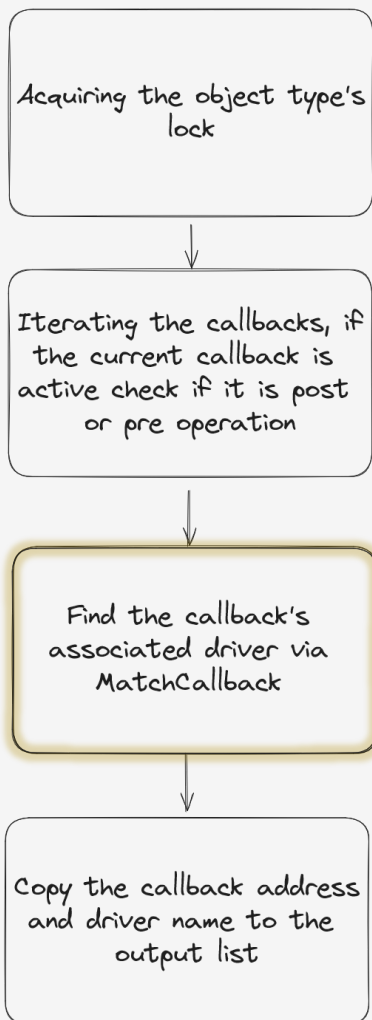 Acquiring the object type's
lock
Iterating the callbacks, if
the current callback is
active check if it is post
or pre operation
Find the callback's
associated driver via
MatchCallback
Copy the callback address
and driver name to the
output list